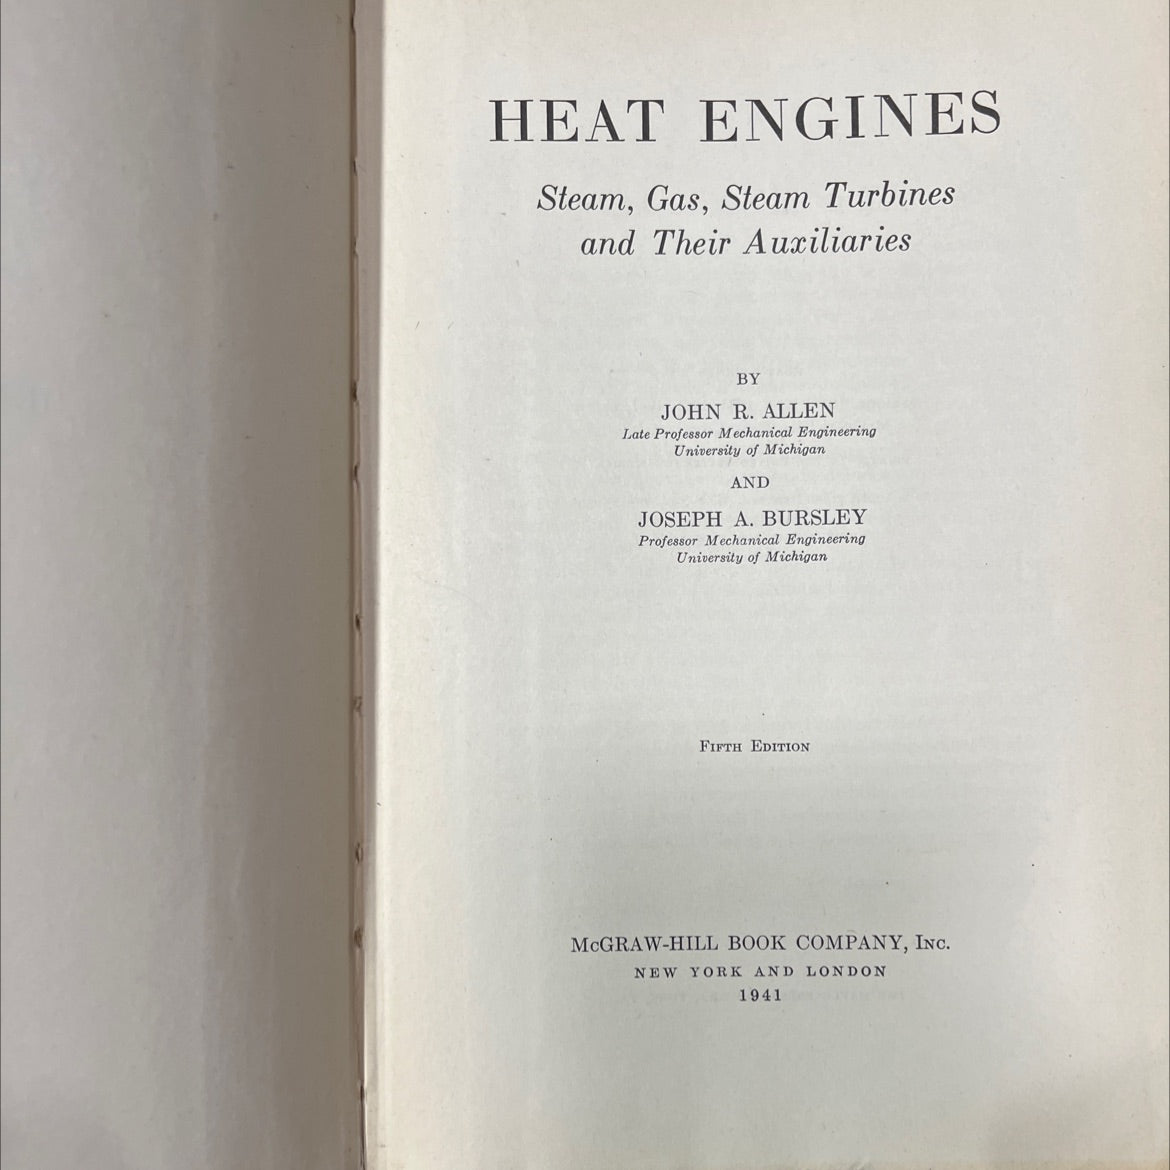 HEAT ENGINES
Steam, Gas, Steam Turbines
and Their Auxiliaries
BY
JOHN R. ALLEN
Late Professor Mechanical Engineering
University of Michigan
AND
JOSEPH A. BURSLEY
Professor Mechanical Engineering
University of Michigan
FIFTH EDITION
McGRAW-HILL BOOK COMPANY, INC.
NEW YORK AND LONDON
1941